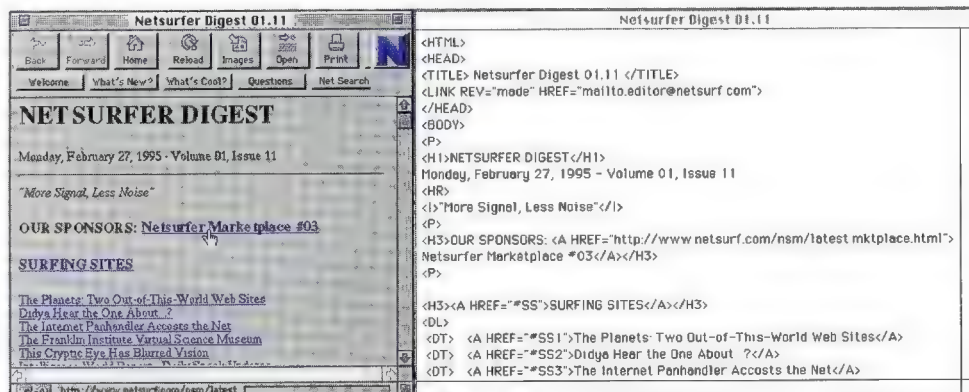 Netsurfer Digest 01.11
Back Forward Home Reload Images Open Print N
Welcome What's New? What's Cool? Questions Net Search
NETSURFER DIGEST
Monday, February 27, 1995 - Volume 01, Issue 11
"More Signal, Less Noise"
OUR SPONSORS: Netsurfer Marketplace #03
SURFING SITES
The Planets: Two Out-of-This-World Web Sites
Didya Hear the One About ..?
The Internet Panhandler Accosts the Net
The Franklin Institute Virtual Science Museum
This Cryptic Eye Has Blurred Vision
http://www.netsurf.com/nsm/latest
Netsurfer Digest 01.11
<HTML>
<HEAD>
<TITLE> Netsurfer Digest 01.11 </TITLE>
<LINK REV="made" HREF="mailto.editor@netsurf com">
</HEAD>
<BODY>
<P>
<H1>NETSURFER DIGEST</H1>
Monday, February 27, 1995 - Volume 01, Issue 11
<HR>
<I>"More Signal, Less Noise"</I>
<P>
<H3>OUR SPONSORS: <A HREF="http://www netsurf.com/nsm/latest mktplace.html">
Netsurfer Marketplace #03</A></H3>
<P>
<H3><A HREF="#SS">SURFING SITES</A></H3>
<DL>
<DT> <A HREF="#SS1">The Planets Two Out-of-This-World Web Sites</A>
<DT> <A HREF="#SS2">Didya Hear the One About ?</A>
<DT> <A HREF="#SS3">The Internet Panhandler Accosts the Net</A>